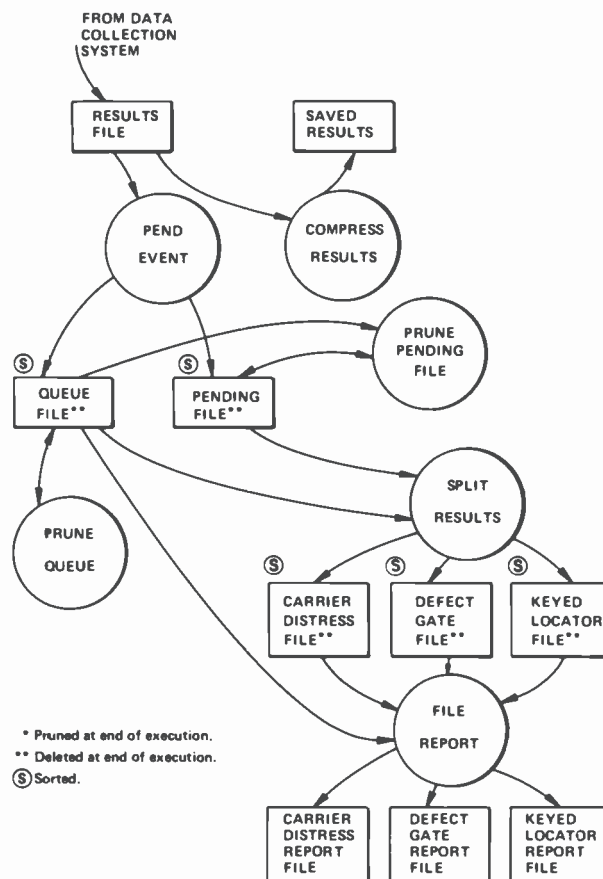 FROM DATA
COLLECTION
SYSTEM
RESULTS
FILE
SAVED
RESULTS
PEND
EVENT
COMPRESS
RESULTS
PRUNE
PENDING
FILE
Ⓢ
QUEUE
FILE**
Ⓢ
PENDING
FILE**
SPLIT
RESULTS
PRUNE
QUEUE
Ⓢ
CARRIER
DISTRESS
FILE**
Ⓢ
DEFECT
GATE
FILE**
Ⓢ
KEYED
LOCATOR
FILE**
FILE
REPORT
* Pruned at end of execution.
** Deleted at end of execution.
Ⓢ Sorted.
CARRIER
DISTRESS
REPORT
FILE
DEFECT
GATE
REPORT
FILE
KEYED
LOCATOR
REPORT
FILE